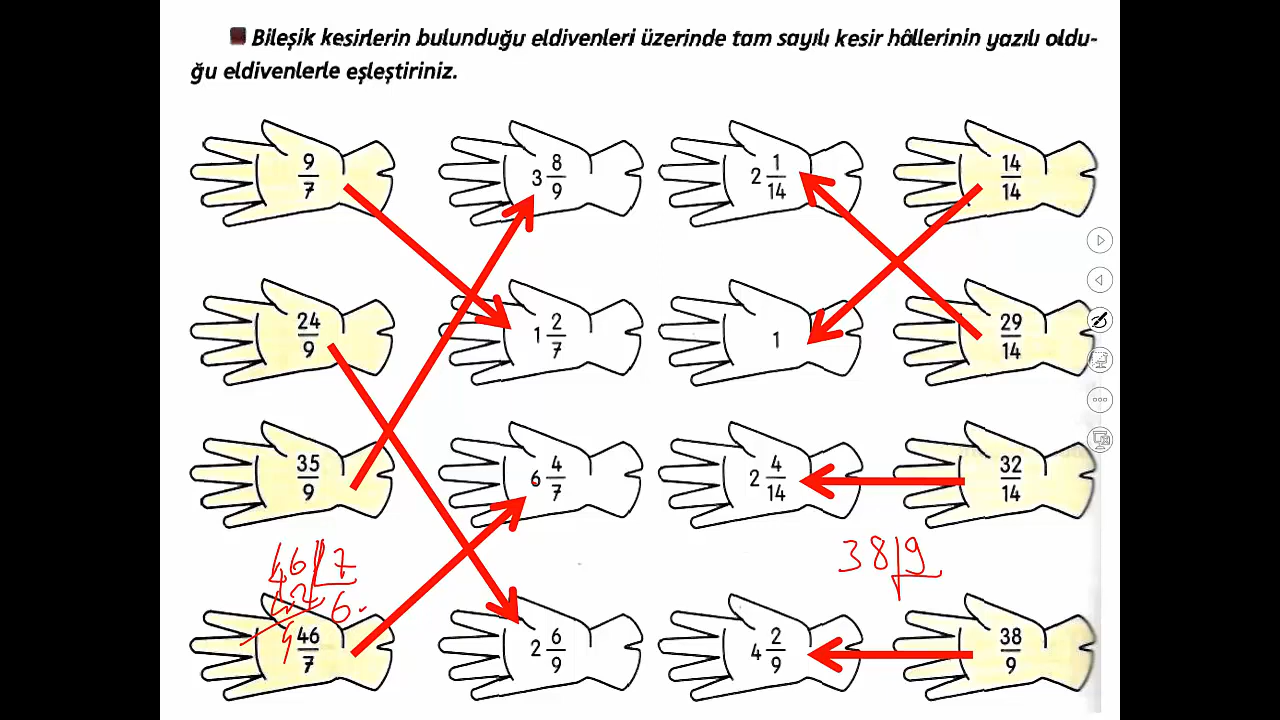 Bileşik kesirlerin bulunduğu eldivenleri üzerinde tam sayılı kesir hâllerinin yazılı oldu-
ğu eldivenlerle eşleştiriniz.
9/7 3 8/9 2 1/14 14/14
24/9 1 2/7 1 29/14
35/9 6 4/7 2 4/14 32/14
46 7 38 9
42 6
4
46/7 2 6/9 4 2/9 38/9